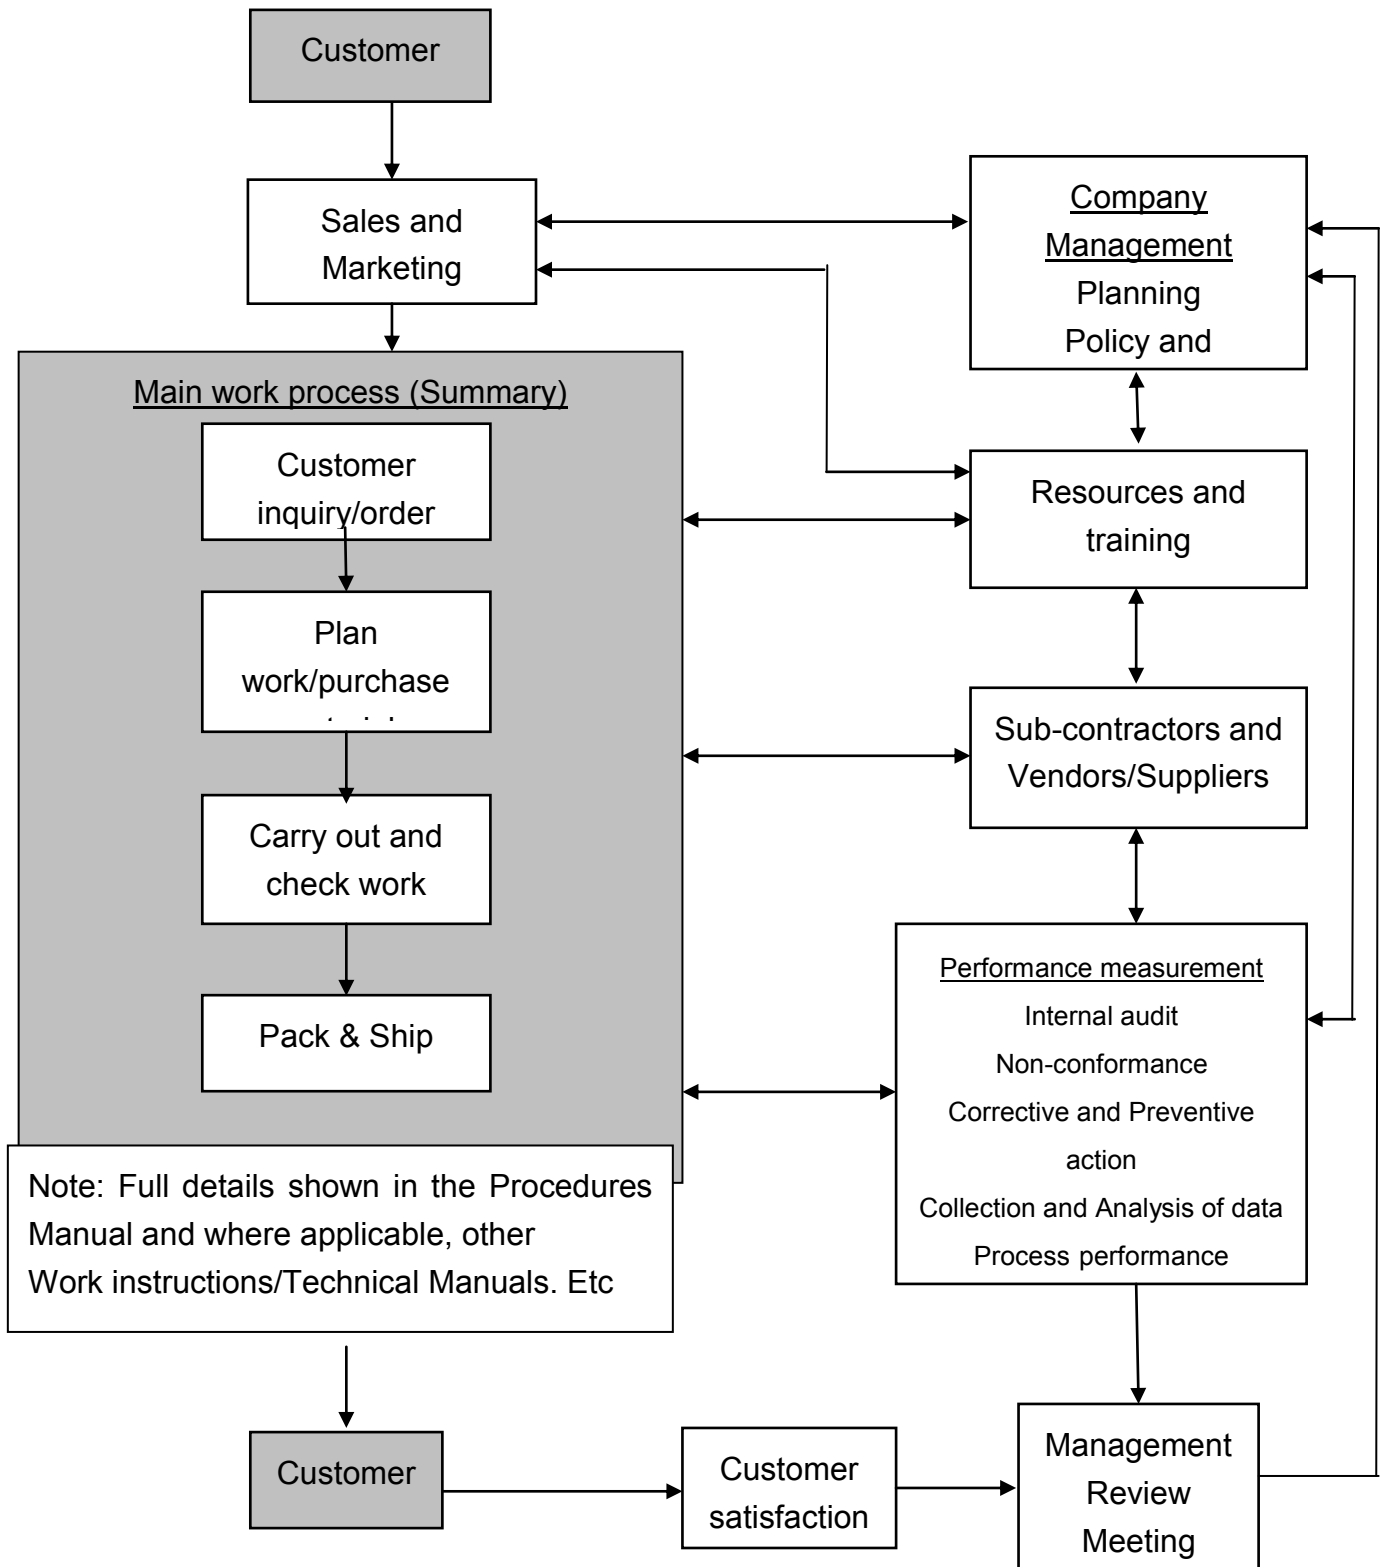 Customer
Sales and
Marketing
Company
Management
Planning
Policy and
Main work process (Summary)
Customer
inquiry/order
Resources and
training
Plan
work/purchase
Sub-contractors and
Vendors/Suppliers
Carry out and
check work
Pack & Ship
Performance measurement
Internal audit
Non-conformance
Corrective and Preventive
action
Collection and Analysis of data
Process performance
Note: Full details shown in the Procedures
Manual and where applicable, other
Work instructions/Technical Manuals. Etc
Customer
Customer
satisfaction
Management
Review
Meeting